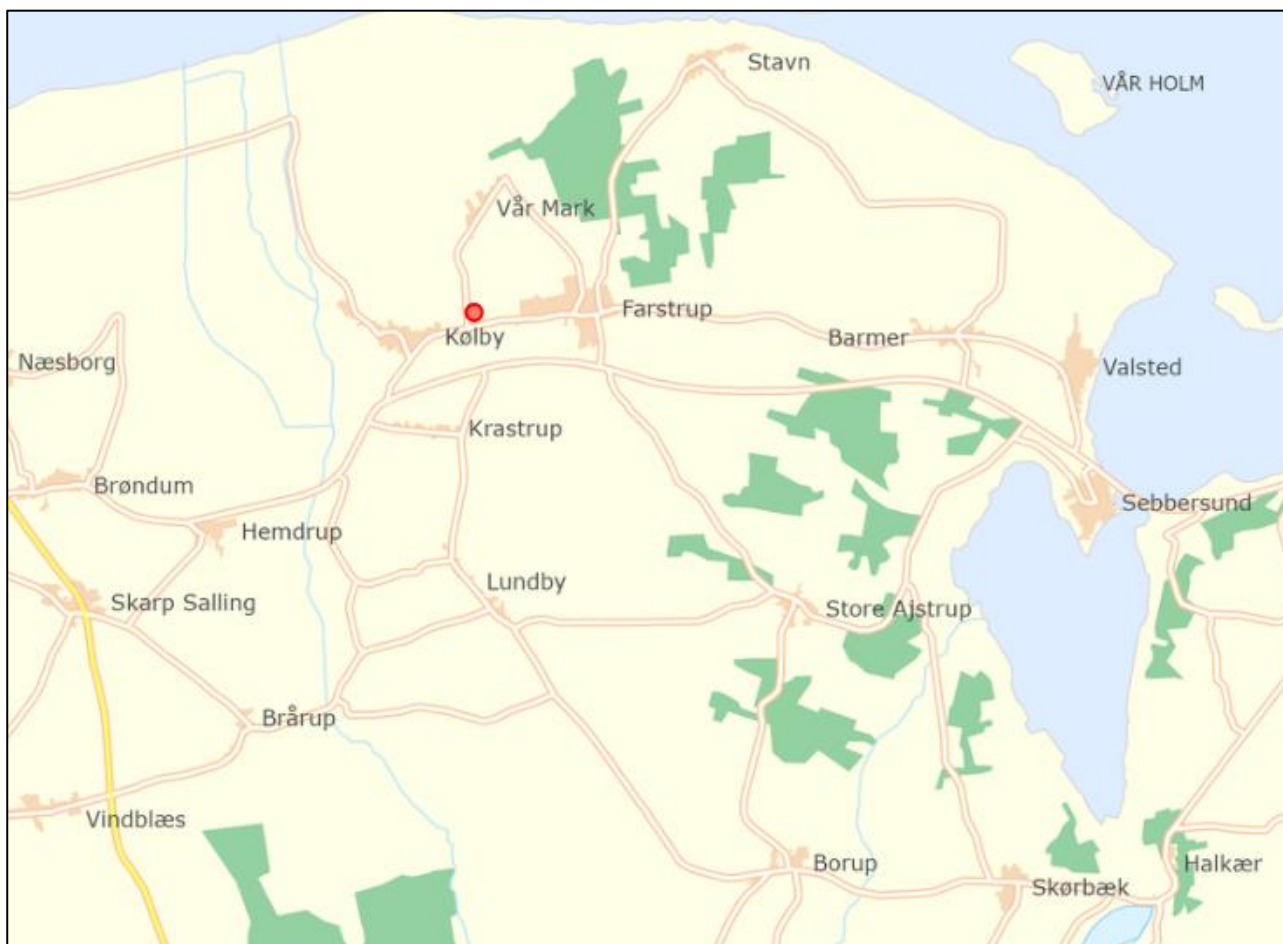 Stavn
VÅR HOLM
Vår Mark
Farstrup
Kølby
Barmer
Næsborg
Valsted
Krastrup
Brøndum
Sebbersund
Hemdrup
Lundby
Skarp Salling
Store Ajstrup
Brårup
Vindblæs
Borup
Halkær
Skørbæk